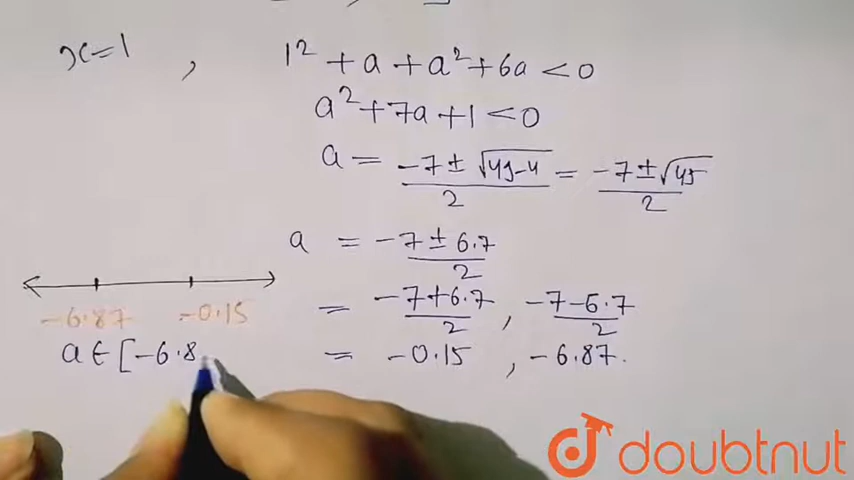 x=1 , 1² + a + a² + 6a < 0
a² + 7a + 1 < 0
a = -7 ± √49-4 / 2 = -7 ± √45 / 2
a = -7 ± 6.7 / 2
= -7+6.7 / 2 , -7-6.7 / 2
-6.87 -0.15
a ∈ [-6.8 = -0.15 , -6.87.
doubtnut